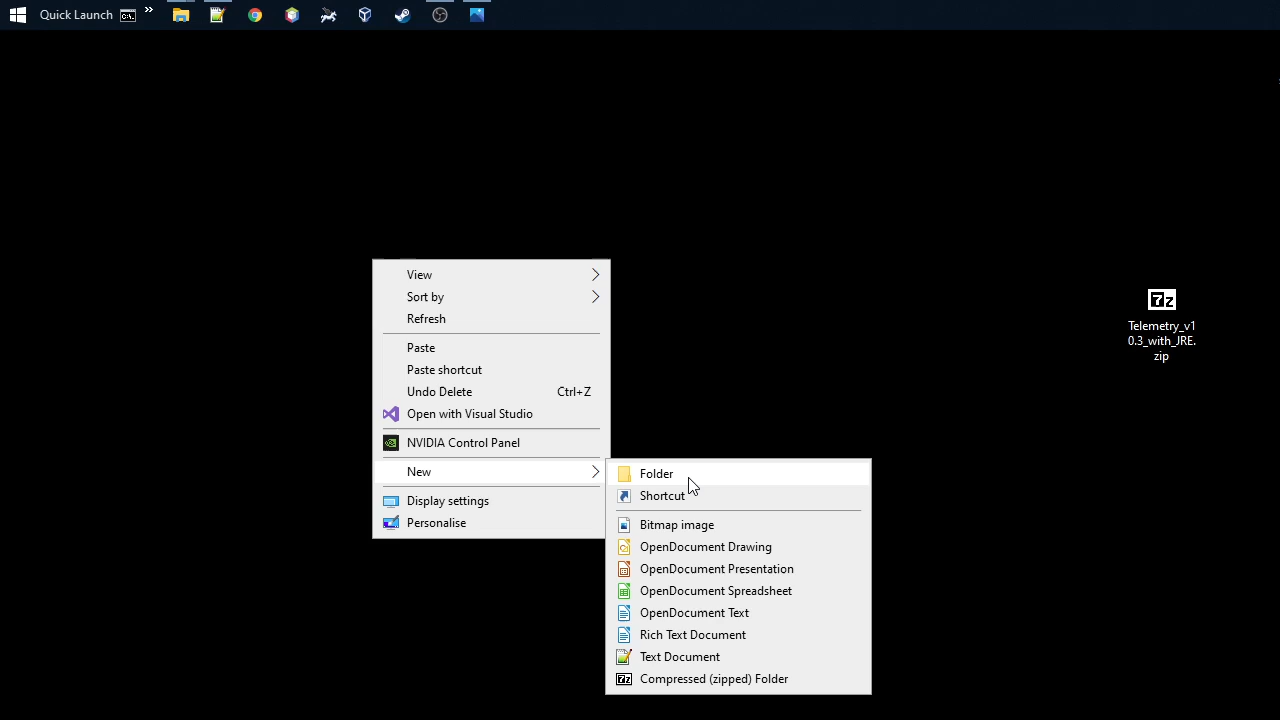 Quick Launch
View
Sort by
Refresh
Paste
Paste shortcut
Undo Delete Ctrl+Z
Open with Visual Studio
NVIDIA Control Panel
New
Display settings
Personalise
Folder
Shortcut
Bitmap image
OpenDocument Drawing
OpenDocument Presentation
OpenDocument Spreadsheet
OpenDocument Text
Rich Text Document
Text Document
Compressed (zipped) Folder
7z
Telemetry_v1
0.3_with_JRE.
zip